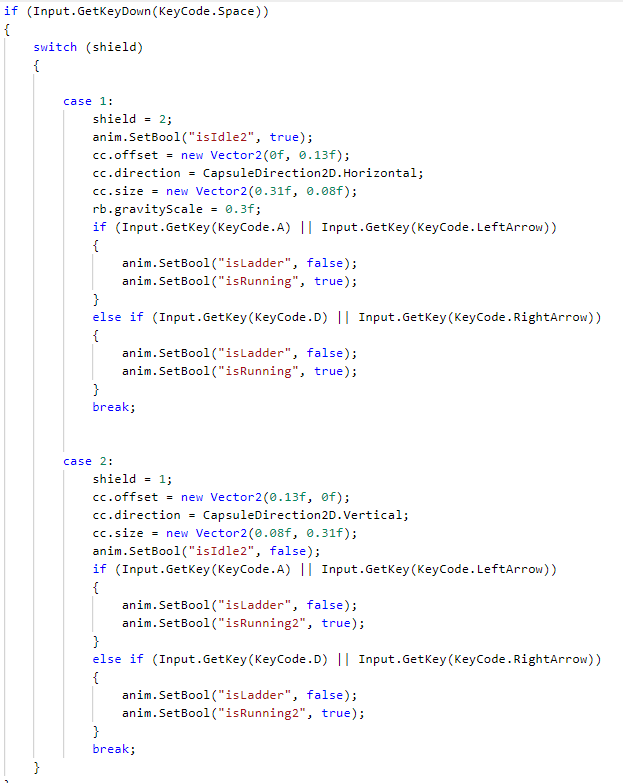 if (Input.GetKeyDown(KeyCode.Space))
{
switch (shield)
{
case 1:
shield = 2;
anim.SetBool("isIdle2", true);
cc.offset = new Vector2(0f, 0.13f);
cc.direction = CapsuleDirection2D.Horizontal;
cc.size = new Vector2(0.31f, 0.08f);
rb.gravityScale = 0.3f;
if (Input.GetKey(KeyCode.A) || Input.GetKey(KeyCode.LeftArrow))
{
anim.SetBool("isLadder", false);
anim.SetBool("isRunning", true);
}
else if (Input.GetKey(KeyCode.D) || Input.GetKey(KeyCode.RightArrow))
{
anim.SetBool("isLadder", false);
anim.SetBool("isRunning", true);
}
break;
case 2:
shield = 1;
cc.offset = new Vector2(0.13f, 0f);
cc.direction = CapsuleDirection2D.Vertical;
cc.size = new Vector2(0.08f, 0.31f);
anim.SetBool("isIdle2", false);
if (Input.GetKey(KeyCode.A) || Input.GetKey(KeyCode.LeftArrow))
{
anim.SetBool("isLadder", false);
anim.SetBool("isRunning2", true);
}
else if (Input.GetKey(KeyCode.D) || Input.GetKey(KeyCode.RightArrow))
{
anim.SetBool("isLadder", false);
anim.SetBool("isRunning2", true);
}
break;
}